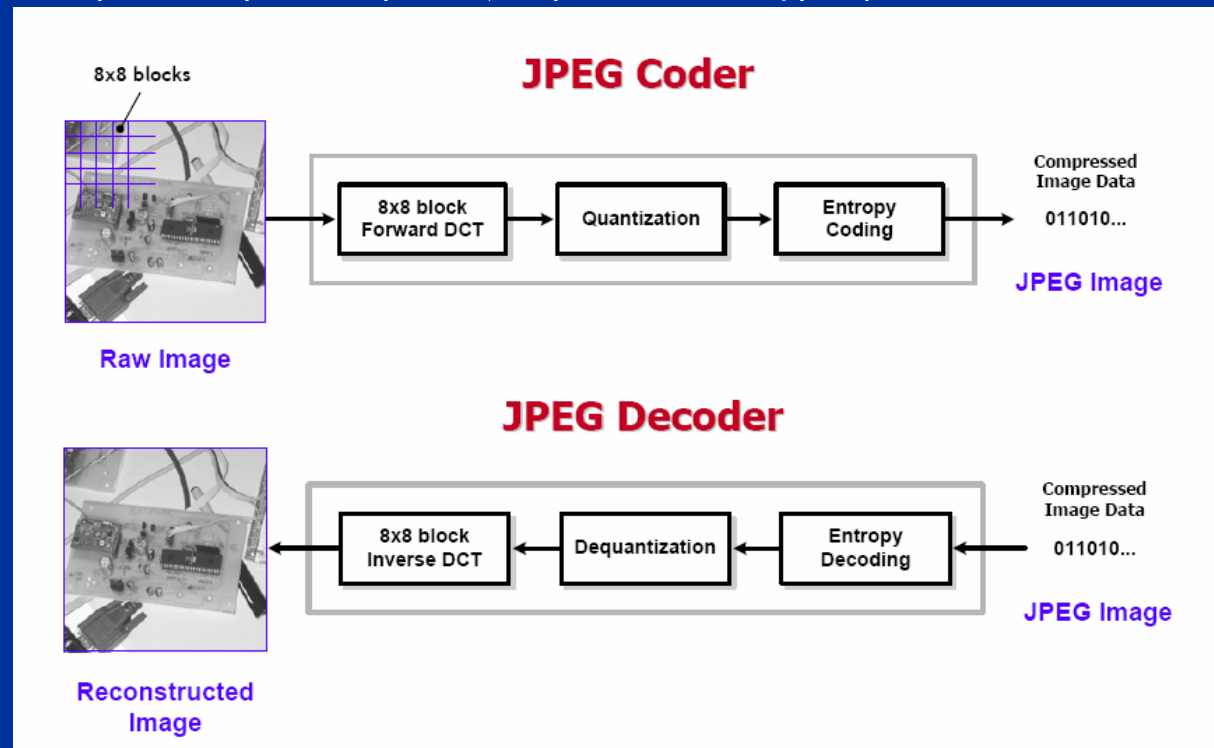 8x8 blocks
JPEG Coder
8x8 block
Forward DCT
Quantization
Entropy
Coding
Compressed
Image Data
011010...
JPEG Image
Raw Image
JPEG Decoder
8x8 block
Inverse DCT
Dequantization
Entropy
Decoding
Compressed
Image Data
011010...
JPEG Image
Reconstructed
Image